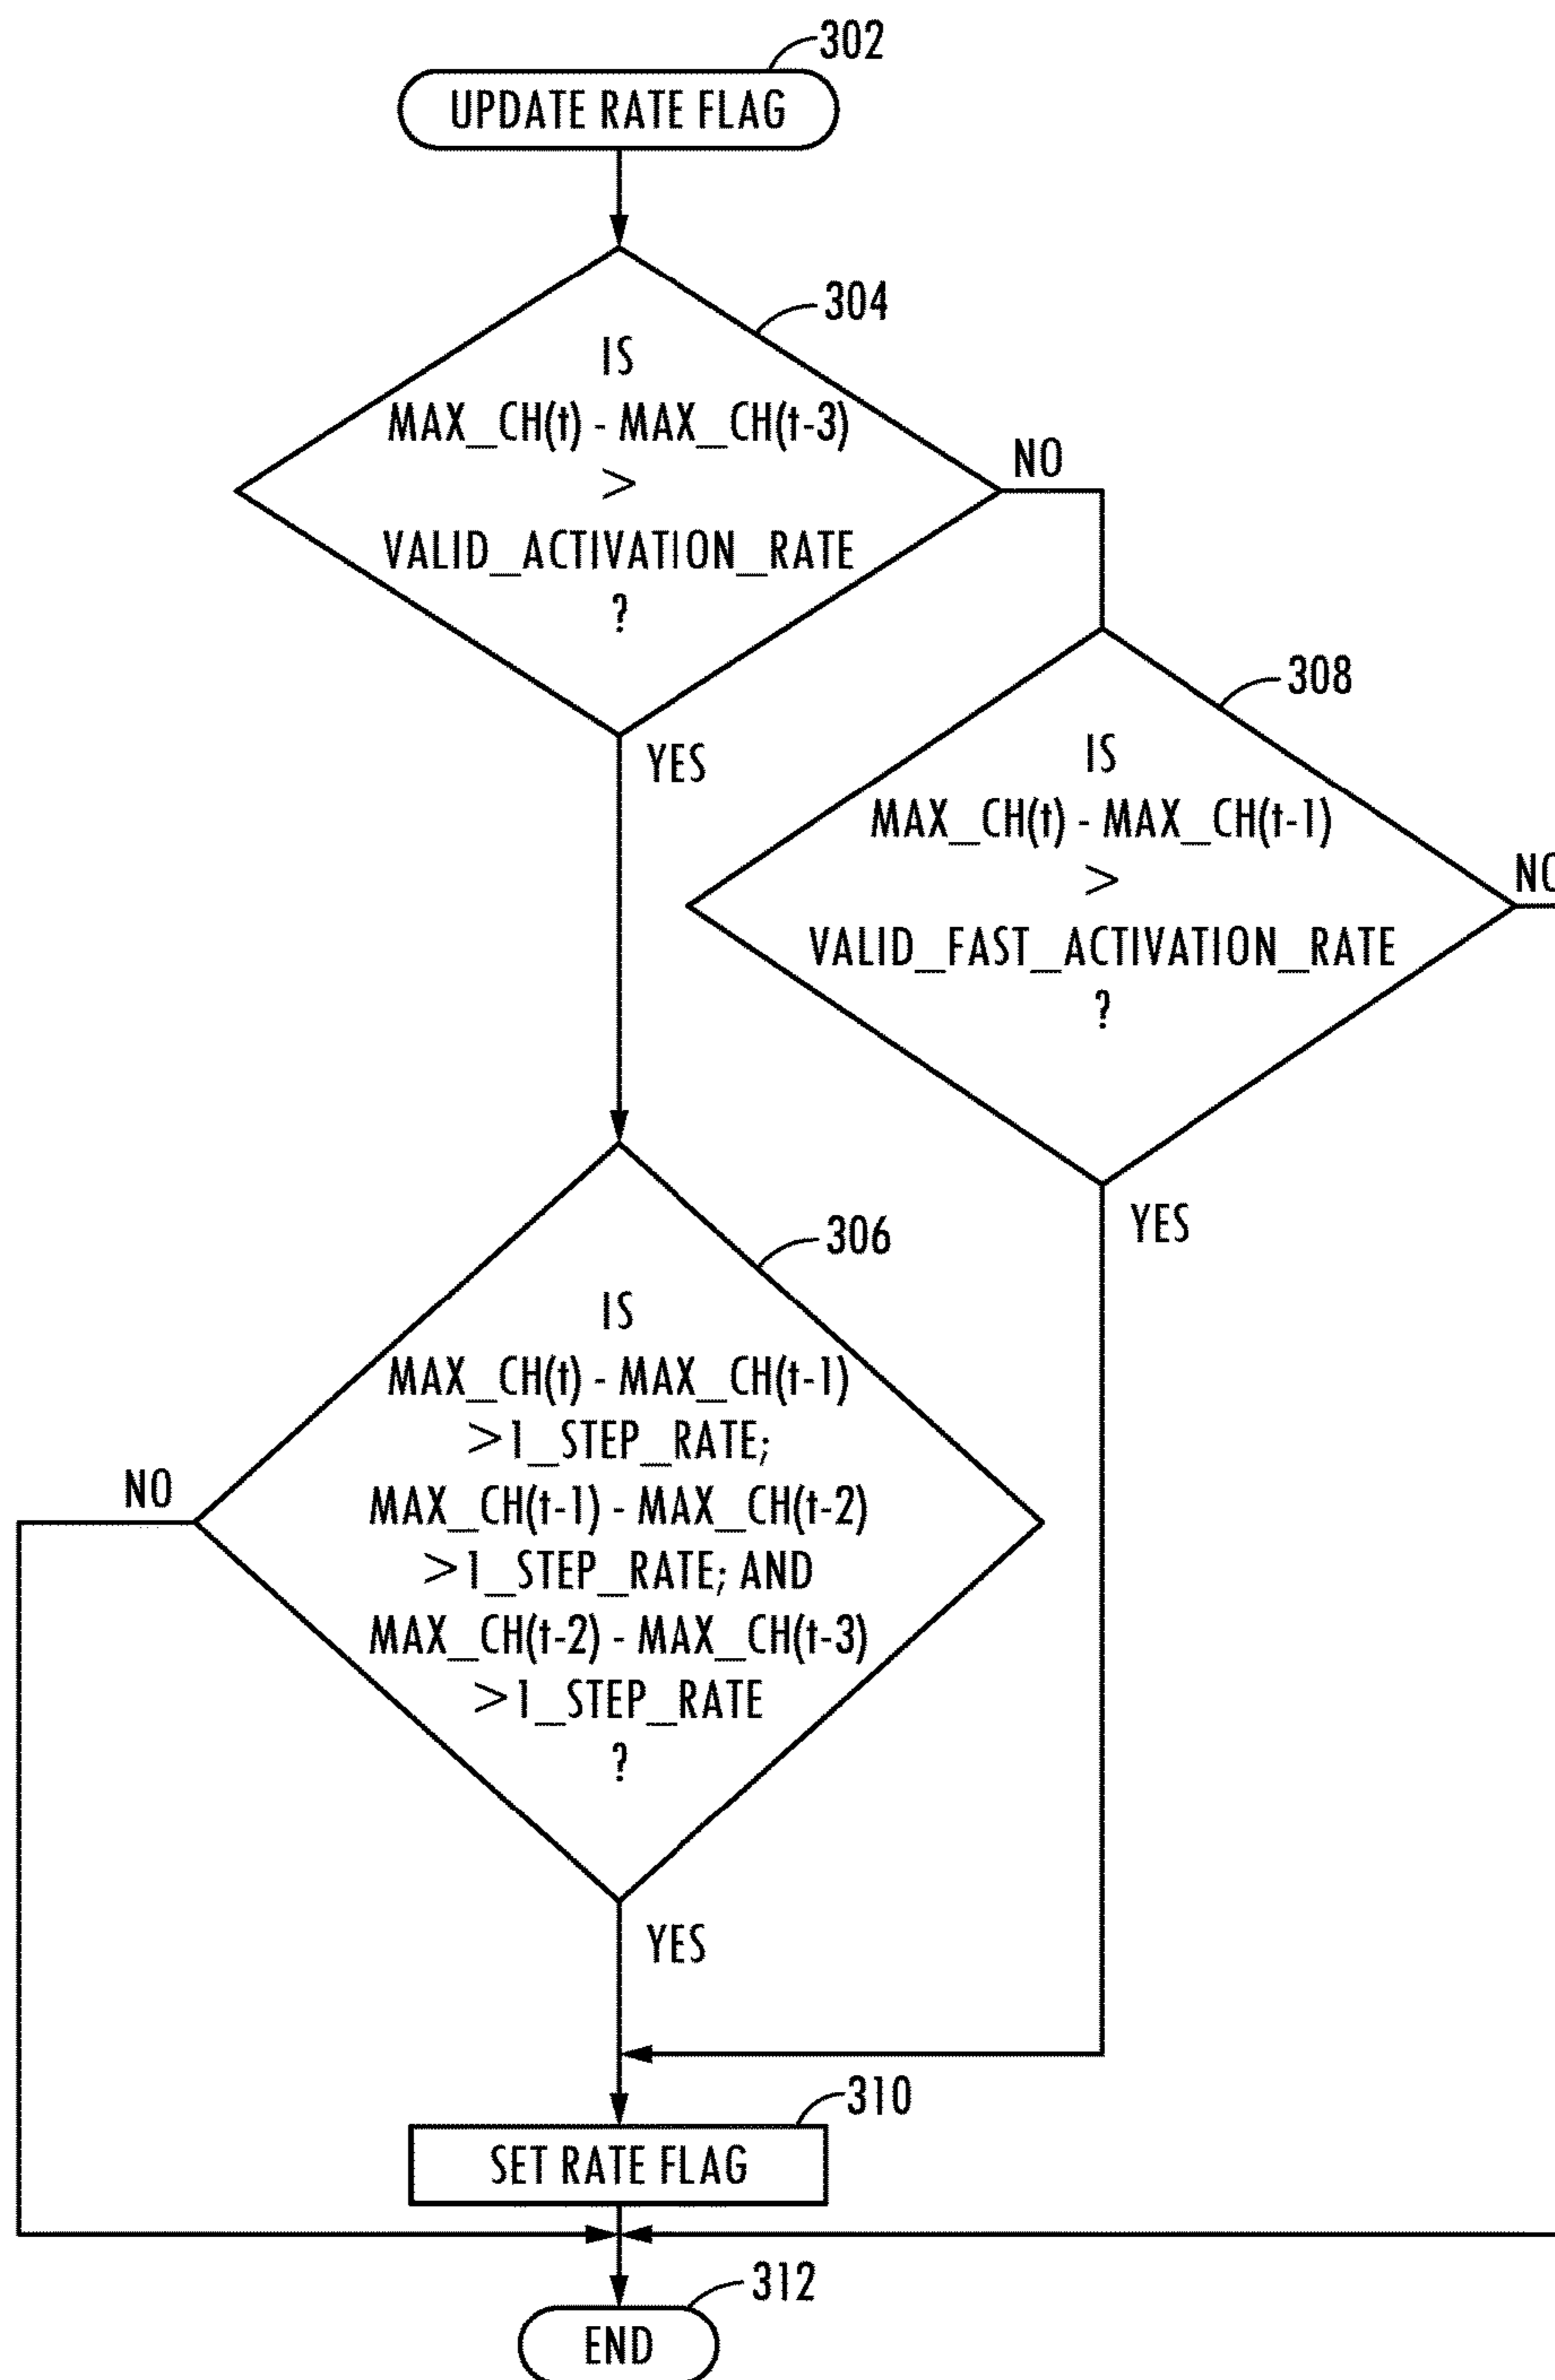 302
UPDATE RATE FLAG
304
IS
MAX_CH(t) - MAX_CH(t-3)
>
VALID_ACTIVATION_RATE
?
NO
YES
308
IS
MAX_CH(t) - MAX_CH(t-1)
>
VALID_FAST_ACTIVATION_RATE
?
NO
YES
306
IS
MAX_CH(t) - MAX_CH(t-1)
>1_STEP_RATE;
MAX_CH(t-1) - MAX_CH(t-2)
>1_STEP_RATE; AND
MAX_CH(t-2) - MAX_CH(t-3)
>1_STEP_RATE
?
NO
YES
310
SET RATE FLAG
312
END